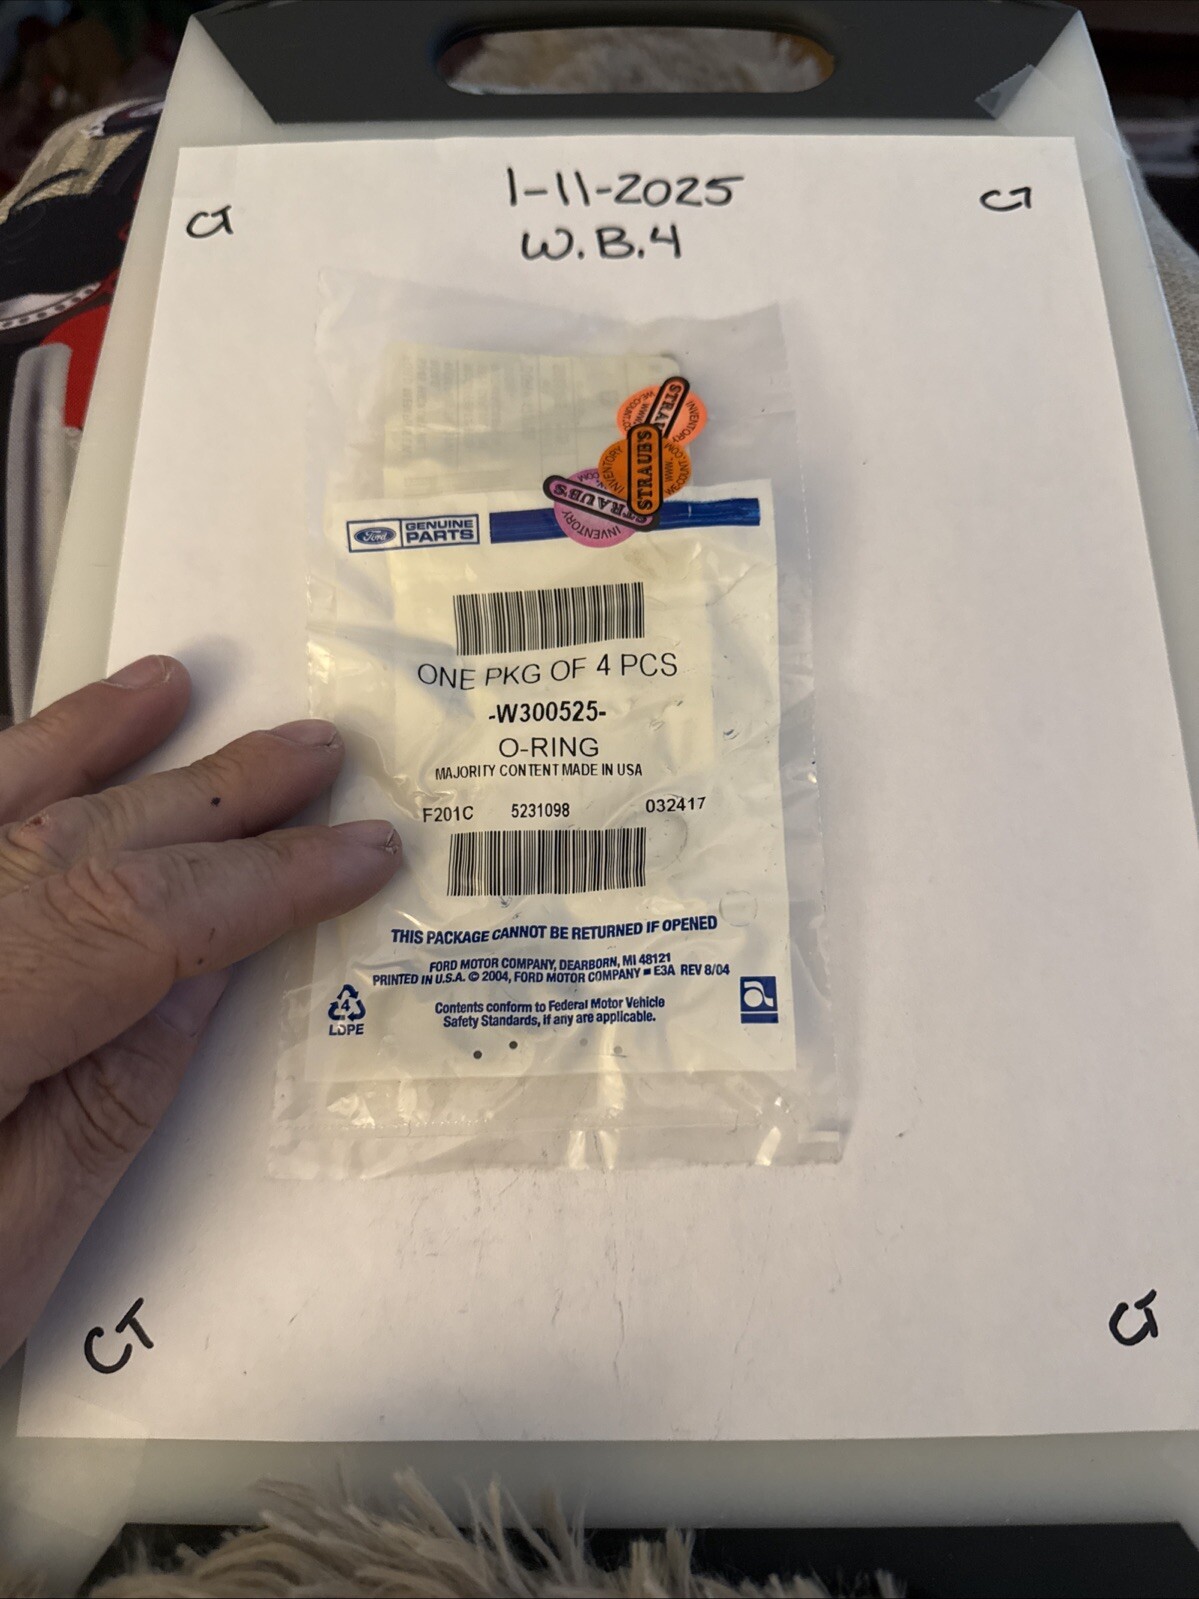 1-11-2025
W.B.4
CT
CT
STRAUB'S
INVENTORY
STRAUB'S
INVENTORY
WWW.
STRAUB'S
INVENTORY
Ford
GENUINE
PARTS
ONE PKG OF 4 PCS
-W300525-
O-RING
MAJORITY CONTENT MADE IN USA
F201C 5231098 032417
THIS PACKAGE CANNOT BE RETURNED IF OPENED
FORD MOTOR COMPANY, DEARBORN, MI 48121
PRINTED IN U.S.A. © 2004, FORD MOTOR COMPANY ■ E3A REV 8/04
4
LDPE
Contents conform to Federal Motor Vehicle
Safety Standards, if any are applicable.
CT
CT